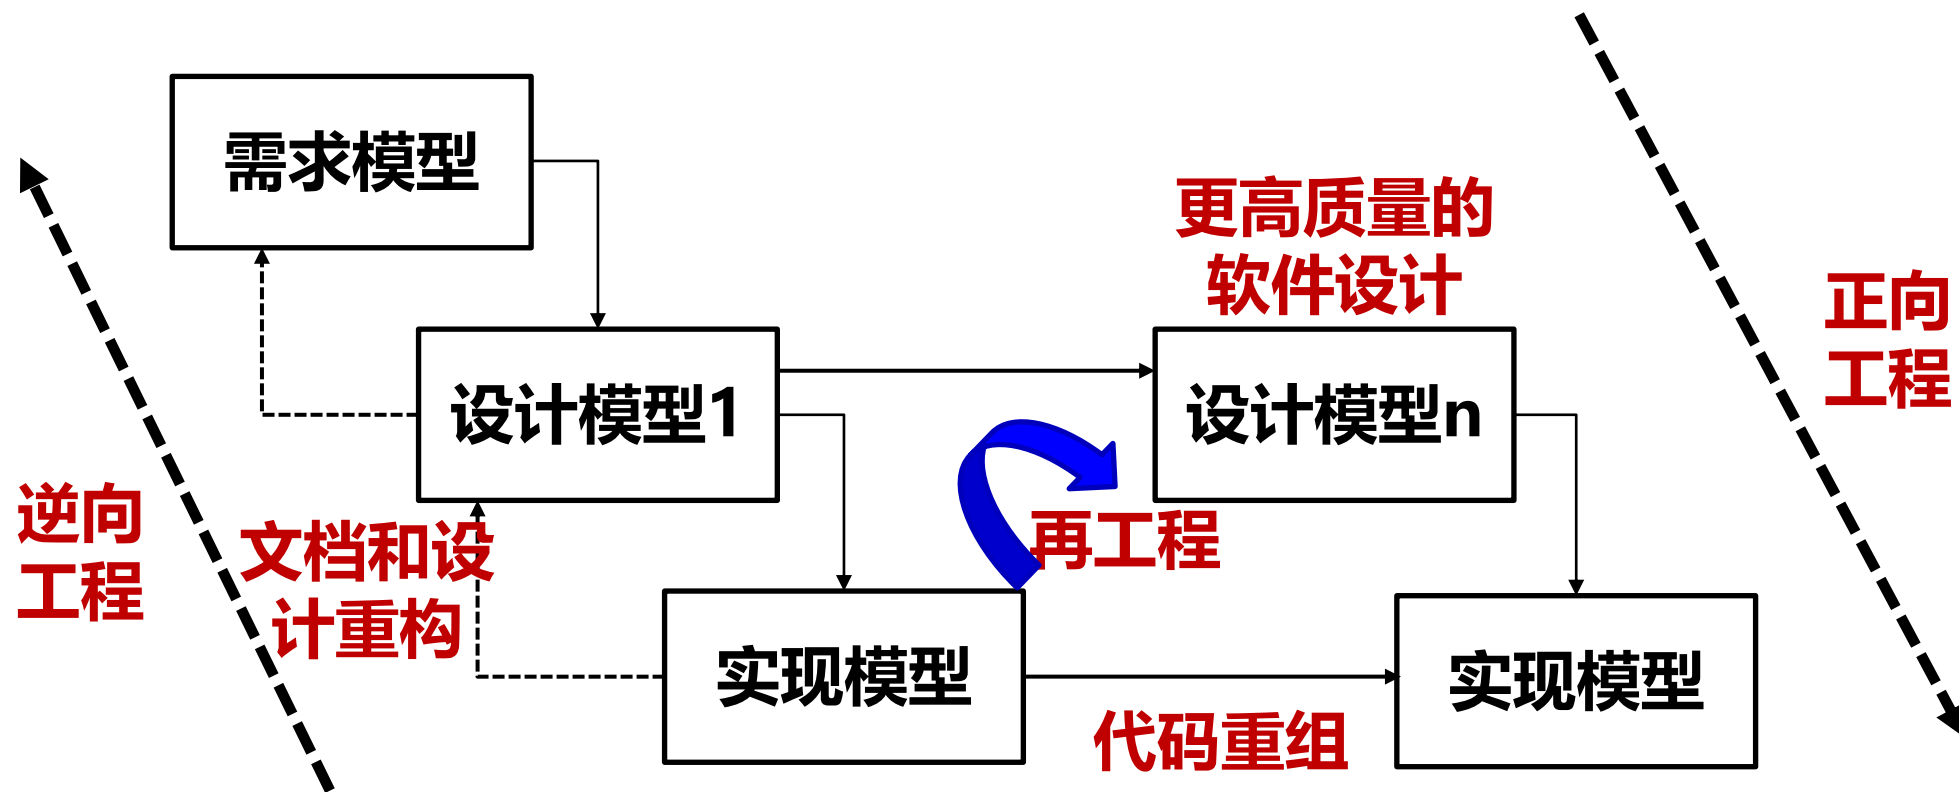 需求模型
更高质量的
软件设计
正向
工程
设计模型1
设计模型n
逆向
工程
文档和设
计重构
再工程
实现模型
实现模型
代码重组